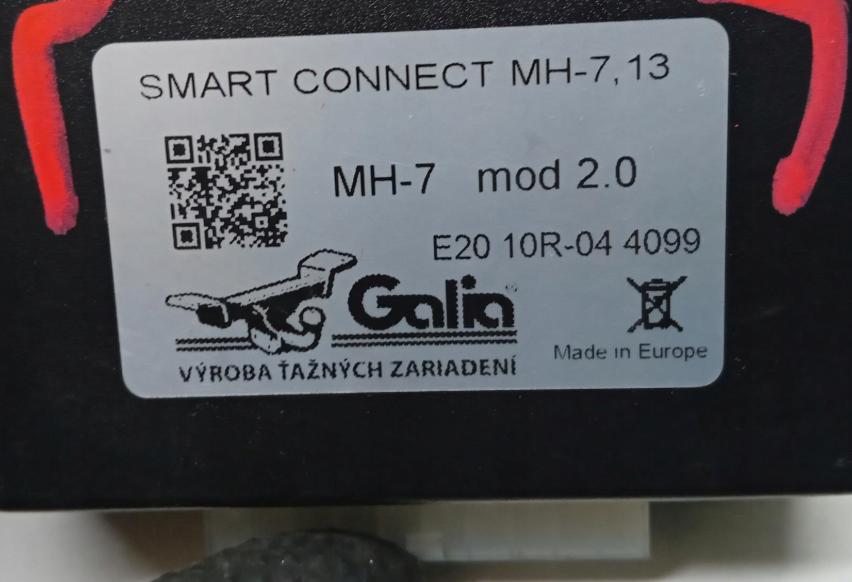 SMART CONNECT MH-7,13
MH-7 mod 2.0
E20 10R-04 4099
Galia®
VÝROBA ŤAŽNÝCH ZARIADENÍ
Made in Europe